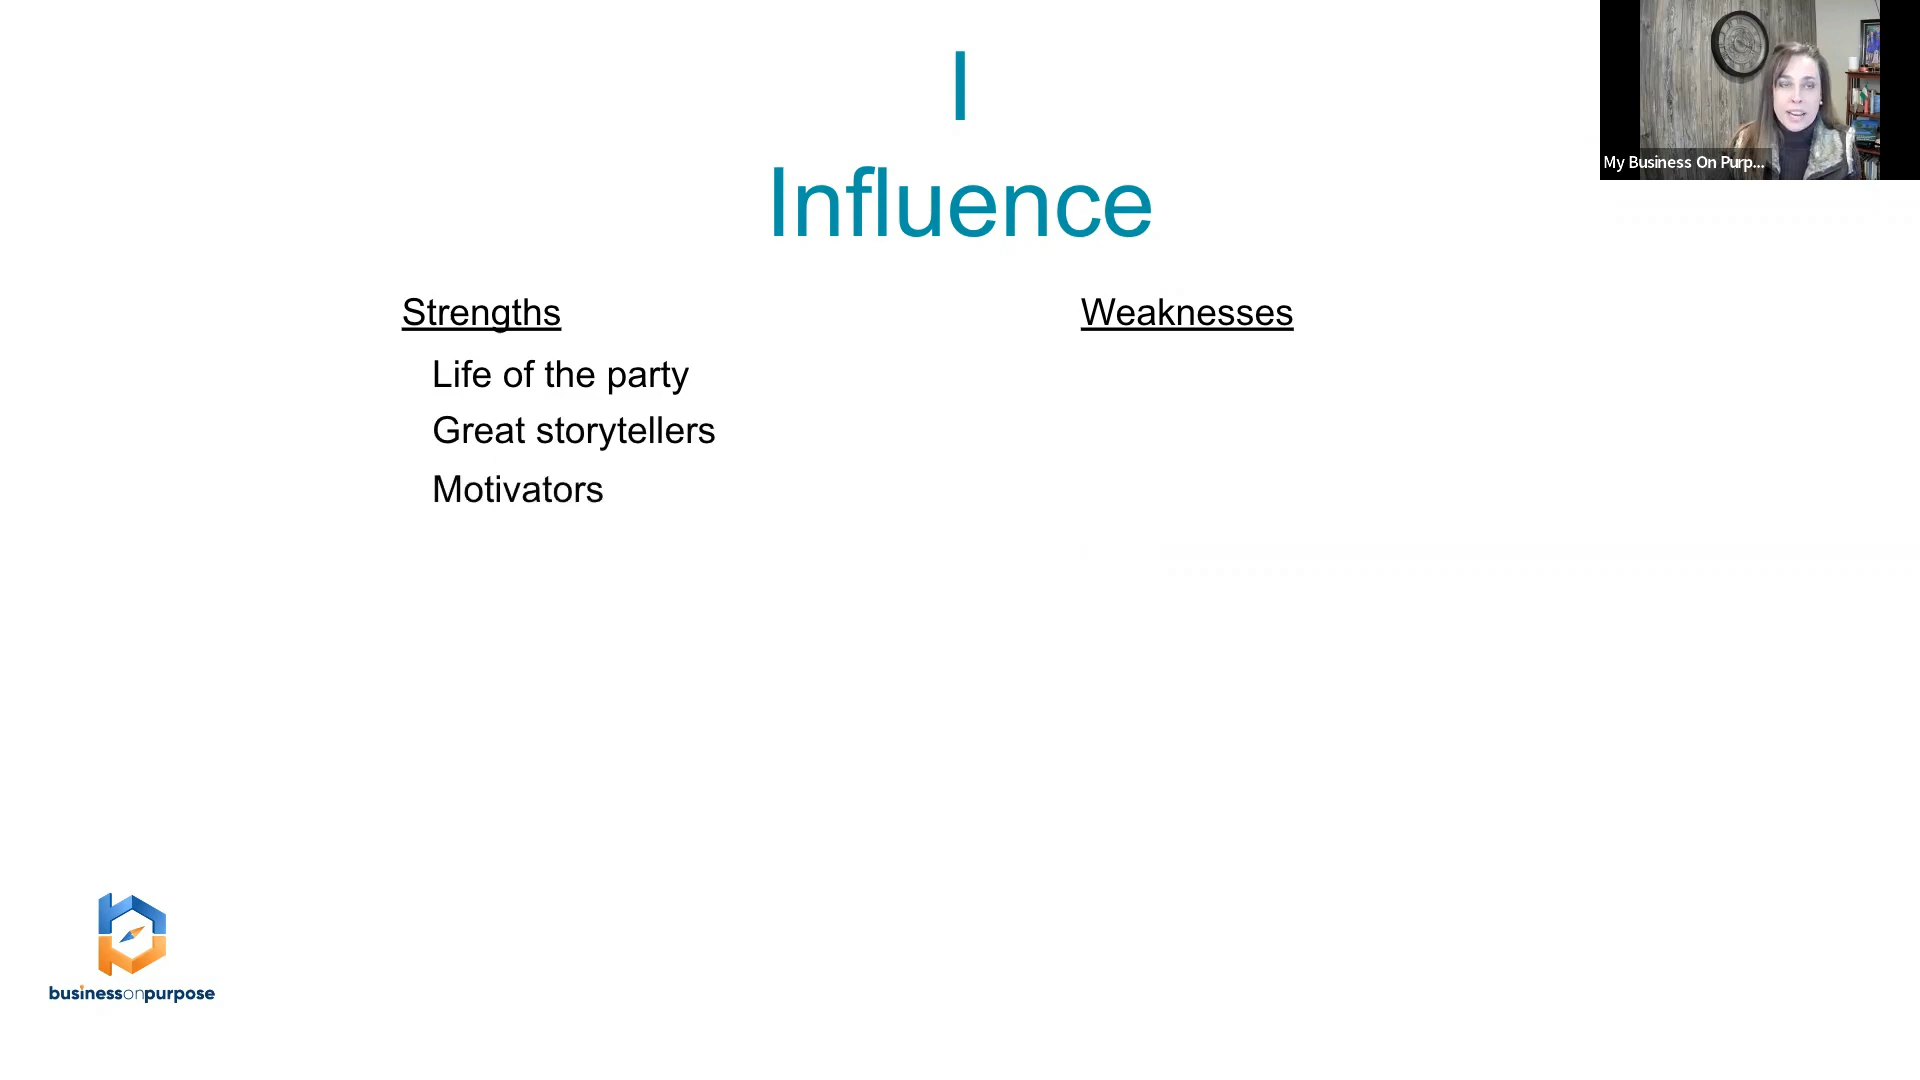 I
Influence
My Business On Purp...
Strengths
Weaknesses
Life of the party
Great storytellers
Motivators
businessonpurpose